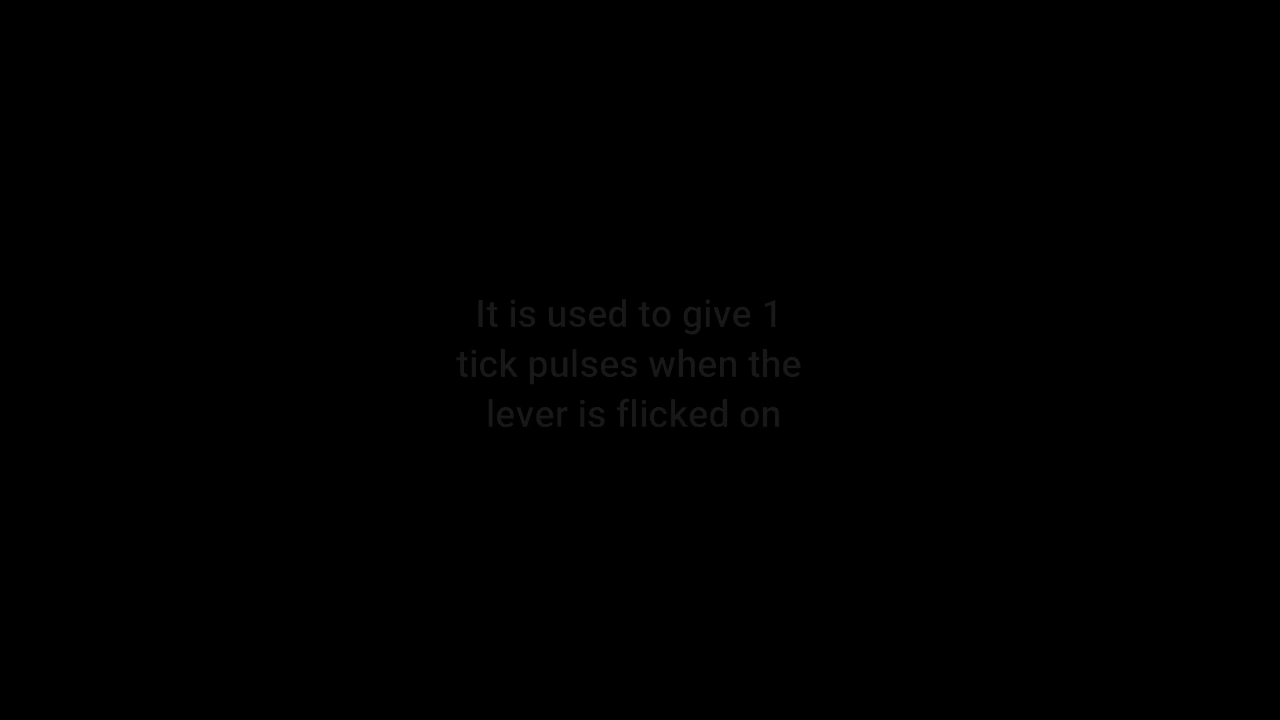 It is used to give 1
tick pulses when the
lever is flicked on